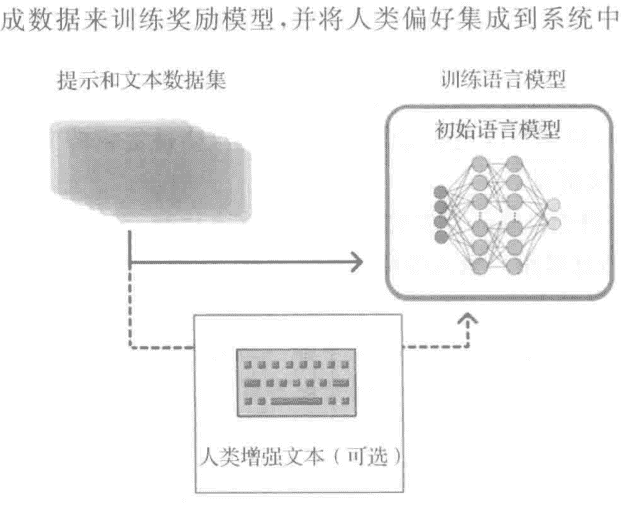 成数据来训练奖励模型,并将人类偏好集成到系统中
提示和文本数据集
训练语言模型
初始语言模型
人类增强文本(可选)